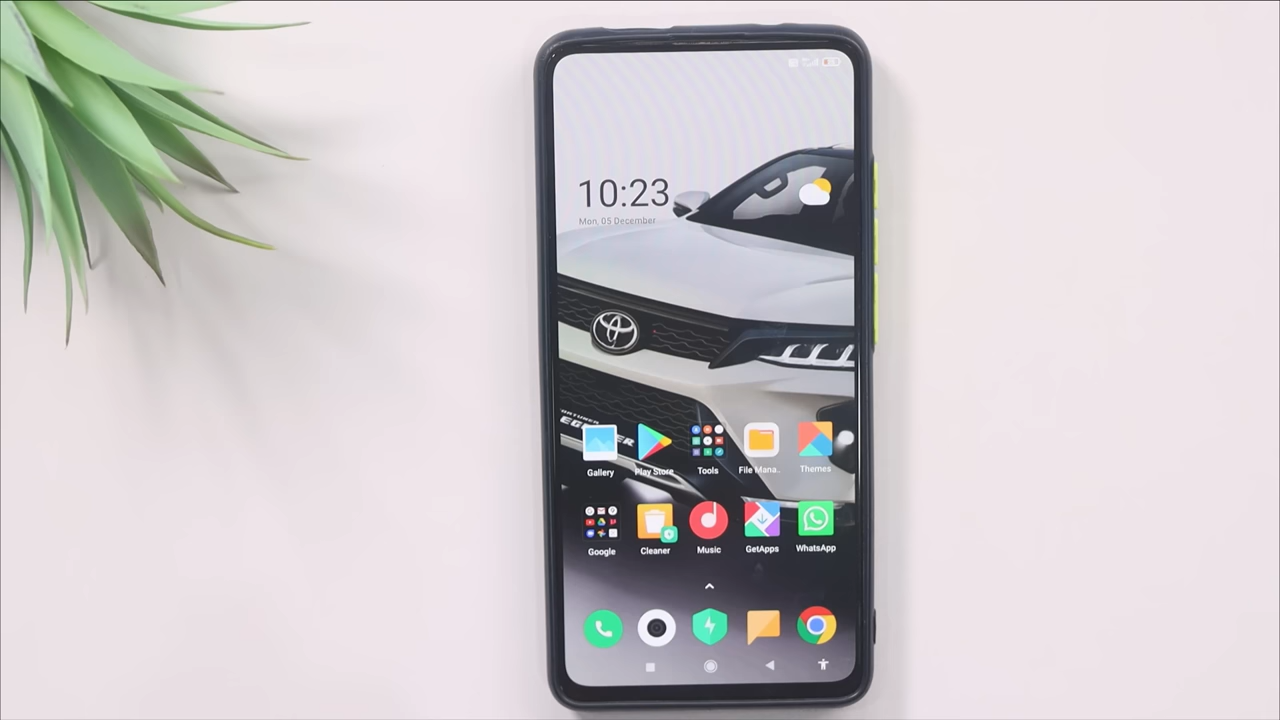 10:23
Mon, 05 December
Gallery
Play Store
Tools
File Mana..
Themes
Google
Cleaner
Music
GetApps
WhatsApp